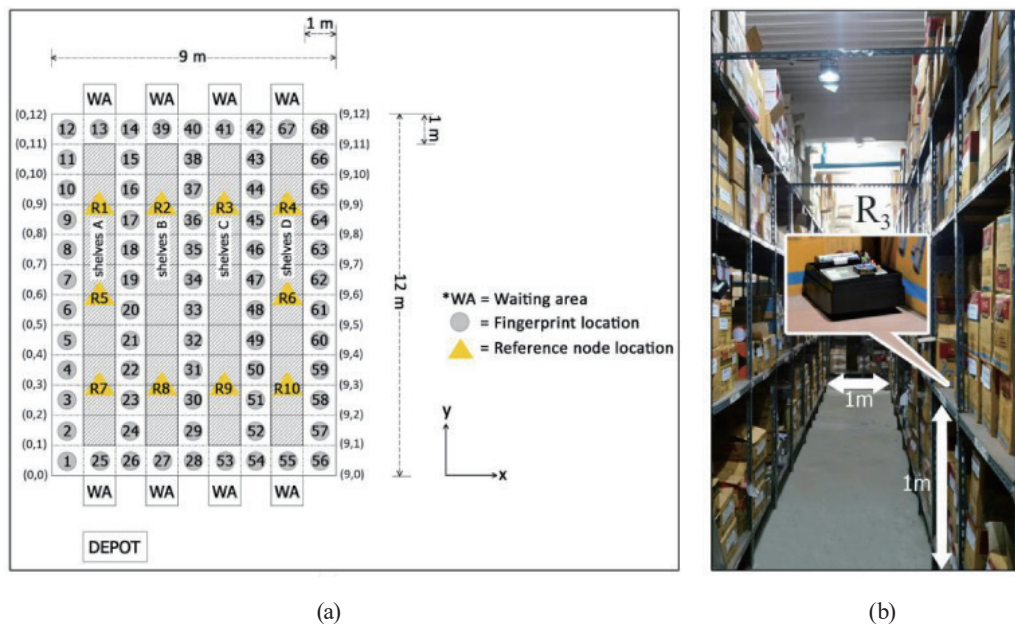 1 m
9 m
WA WA WA WA
(0,12) 12 13 14 39 40 41 42 67 68 (9,12)
1 m
(0,11) (9,11)
11 15 38 43 66
(0,10) (9,10)
10 16 37 44 65
(0,9) R1 R2 R3 R4 (9,9)
9 17 36 45 64
(0,8) shelves A shelves B shelves C shelves D (9,8)
8 18 35 46 63
(0,7) (9,7)
7 19 34 47 62
(0,6) R5 R6 (9,6)
12 m
6 20 33 48 61
(0,5) (9,5)
5 21 32 49 60
(0,4) (9,4)
4 22 31 50 59
(0,3) R7 R8 R9 R10 (9,3)
3 23 30 51 58
(0,2) (9,2)
2 24 29 52 57
(0,1) (9,1)
1 25 26 27 28 53 54 55 56
(0,0) (9,0)
WA WA WA WA
DEPOT
*WA = Waiting area
= Fingerprint location
= Reference node location
y
x
R3
1m
1m
(a)
(b)